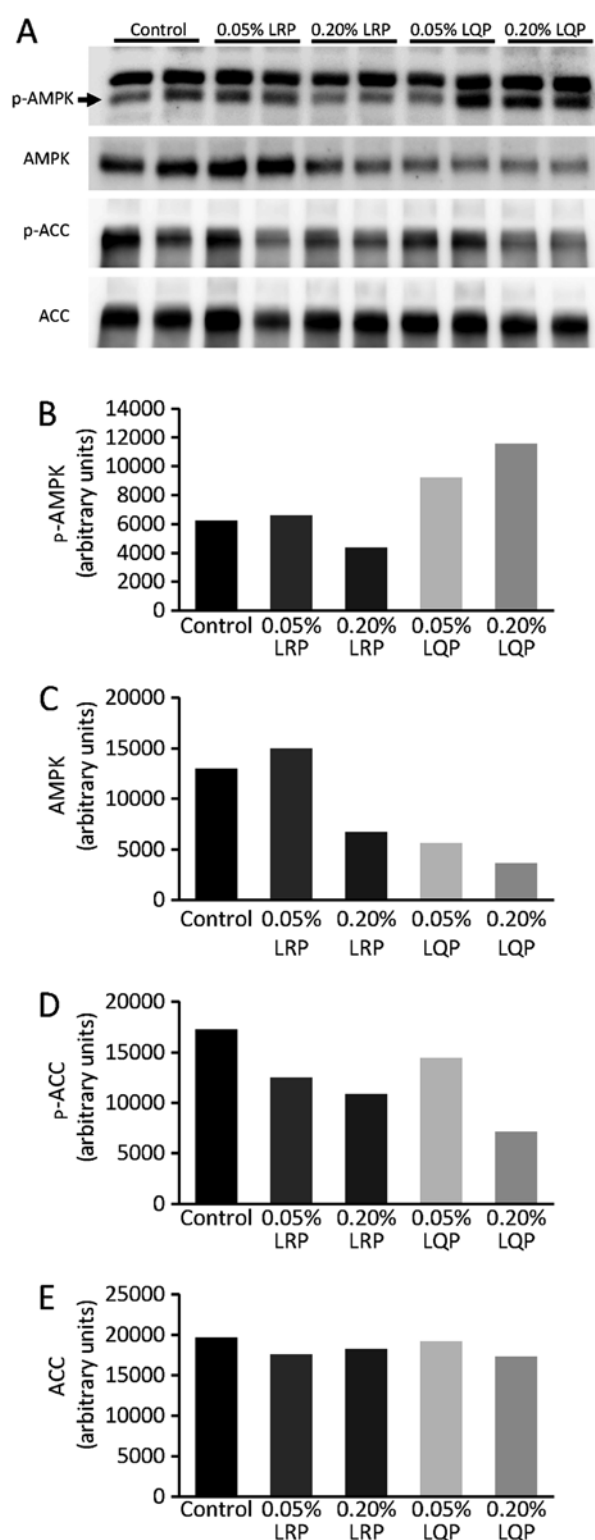 A
Control 0.05% LRP 0.20% LRP 0.05% LQP 0.20% LQP
p-AMPK
AMPK
p-ACC
ACC
B
p-AMPK
(arbitrary units)
14000
12000
10000
8000
6000
4000
2000
0
Control 0.05% 0.20% 0.05% 0.20%
LRP LRP LQP LQP
C
AMPK
(arbitrary units)
20000
15000
10000
5000
0
Control 0.05% 0.20% 0.05% 0.20%
LRP LRP LQP LQP
D
p-ACC
(arbitrary units)
20000
15000
10000
5000
0
Control 0.05% 0.20% 0.05% 0.20%
LRP LRP LQP LQP
E
ACC
(arbitrary units)
25000
20000
15000
10000
5000
0
Control 0.05% 0.20% 0.05% 0.20%
LRP LRP LQP LQP